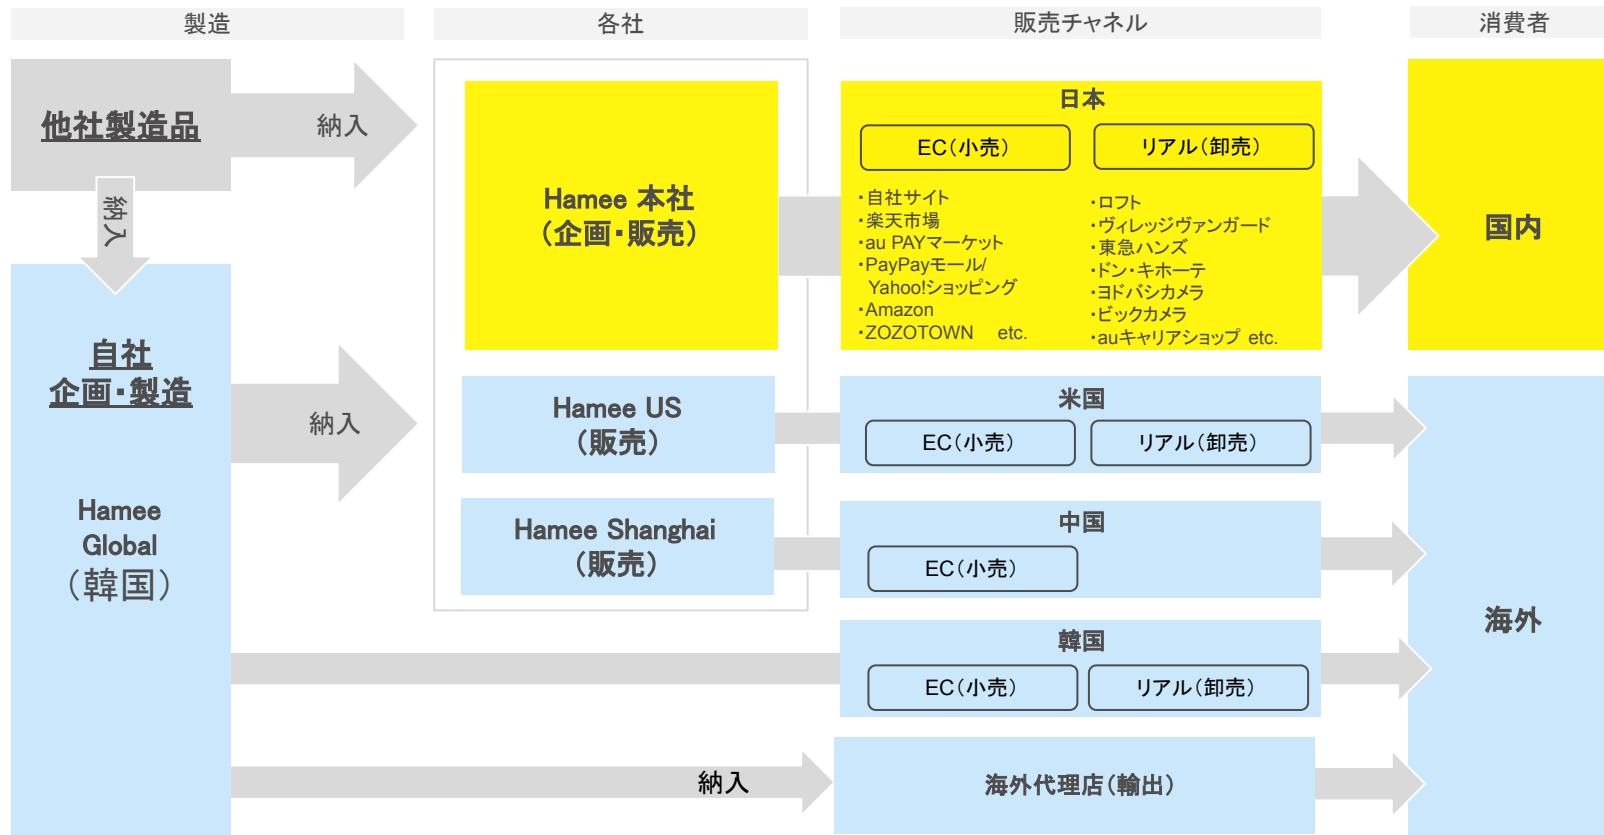 製造
各社
販売チャネル
消費者
他社製造品
納入
納入
自社
企画・製造
Hamee
Global
（韓国）
納入
Hamee 本社
（企画・販売）
Hamee US
（販売）
Hamee Shanghai
（販売）
日本
EC（小売）
リアル（卸売）
・自社サイト
・楽天市場
・au PAYマーケット
・PayPayモール/
Yahoo!ショッピング
・Amazon
・ZOZOTOWN etc.
・ロフト
・ヴィレッジヴァンガード
・東急ハンズ
・ドン・キホーテ
・ヨドバシカメラ
・ビックカメラ
・auキャリアショップ etc.
米国
EC（小売）
リアル（卸売）
中国
EC（小売）
韓国
EC（小売）
リアル（卸売）
納入
海外代理店（輸出）
国内
海外